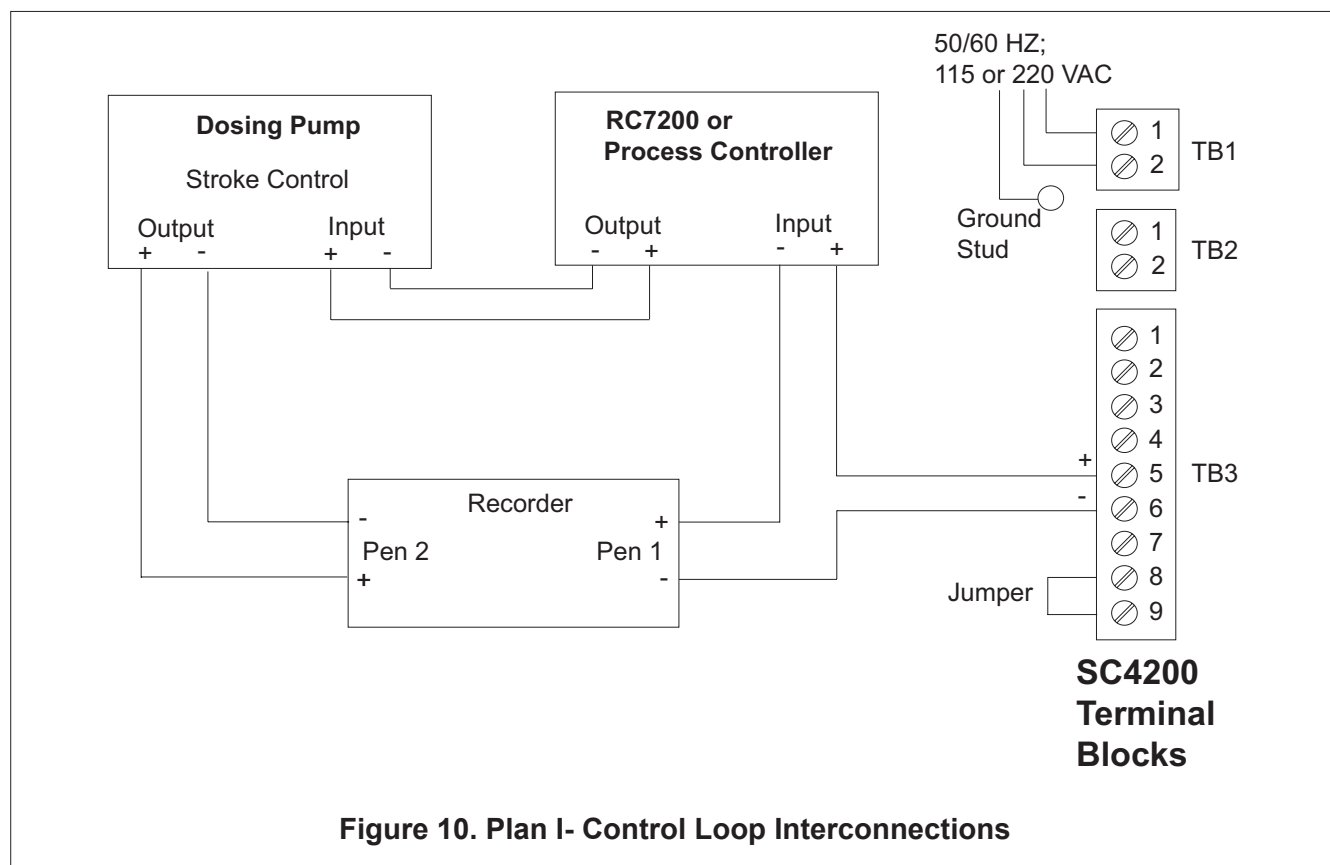 50/60 HZ;
115 or 220 VAC
Dosing Pump
Stroke Control
Output
Input
+ -
+ -
RC7200 or
Process Controller
Output
Input
- +
- +
1
2
TB1
Ground
Stud
1
2
TB2
1
2
3
4
+
5
TB3
-
6
7
8
9
Jumper
Recorder
-
Pen 2
+
+
Pen 1
-
SC4200
Terminal
Blocks
Figure 10. Plan I- Control Loop Interconnections